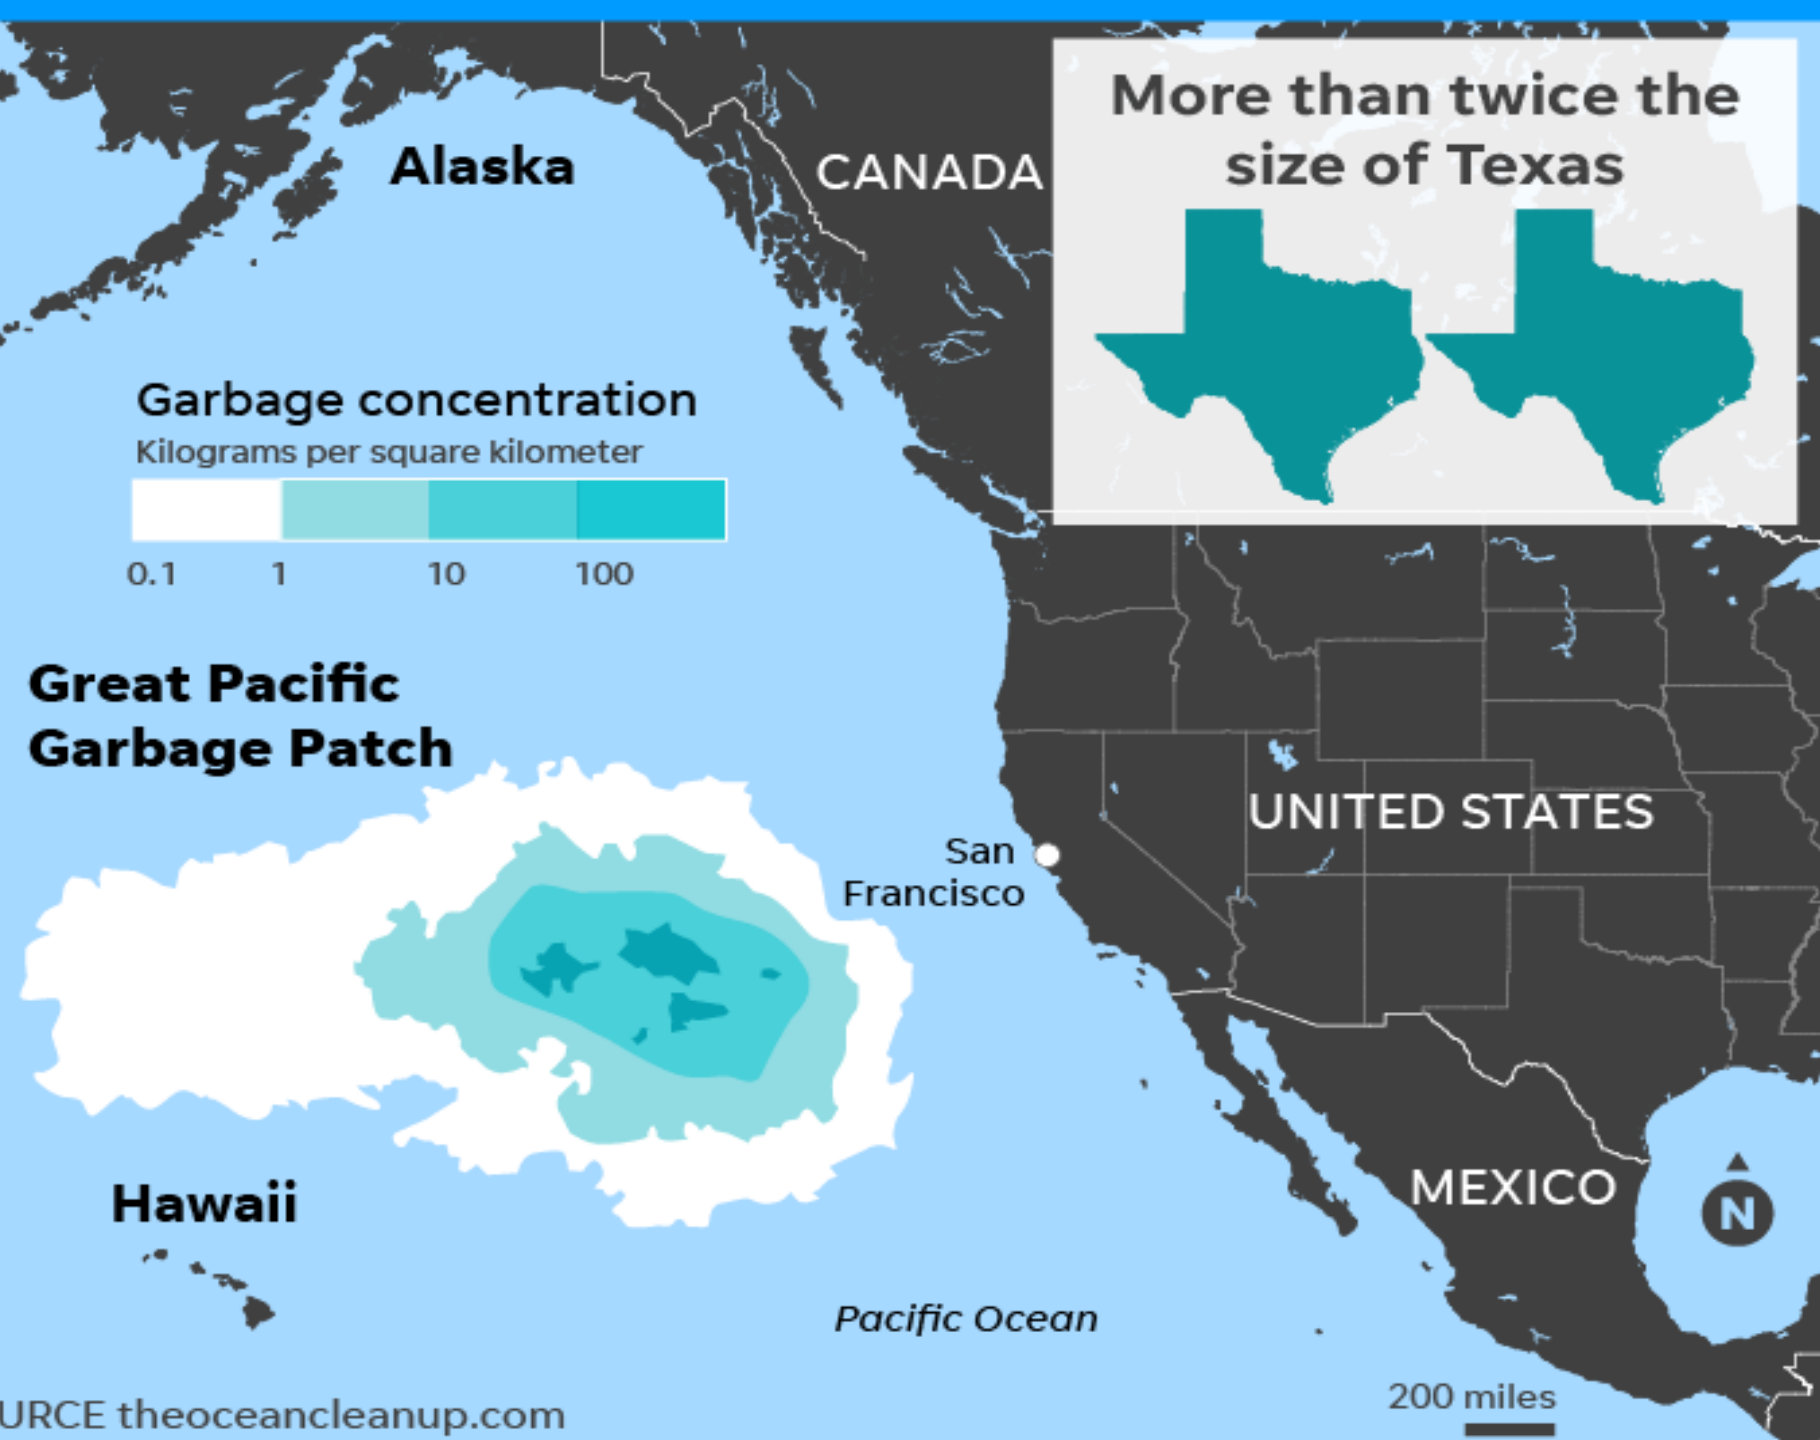 More than twice the
size of Texas
Alaska
CANADA
Garbage concentration
Kilograms per square kilometer
0.1 1 10 100
Great Pacific
Garbage Patch
San
Francisco
UNITED STATES
MEXICO
N
Hawaii
Pacific Ocean
200 miles
URCE theoceancleanup.com